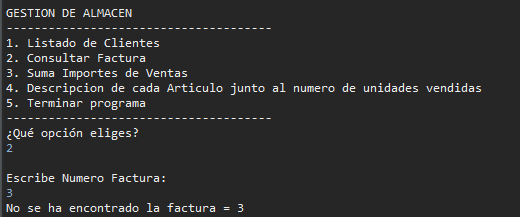 GESTION DE ALMACEN
--------------------------------------
1. Listado de Clientes
2. Consultar Factura
3. Suma Importes de Ventas
4. Descripcion de cada Articulo junto al numero de unidades vendidas
5. Terminar programa
--------------------------------------
¿Qué opción eliges?
2
Escribe Numero Factura:
3
No se ha encontrado la factura = 3